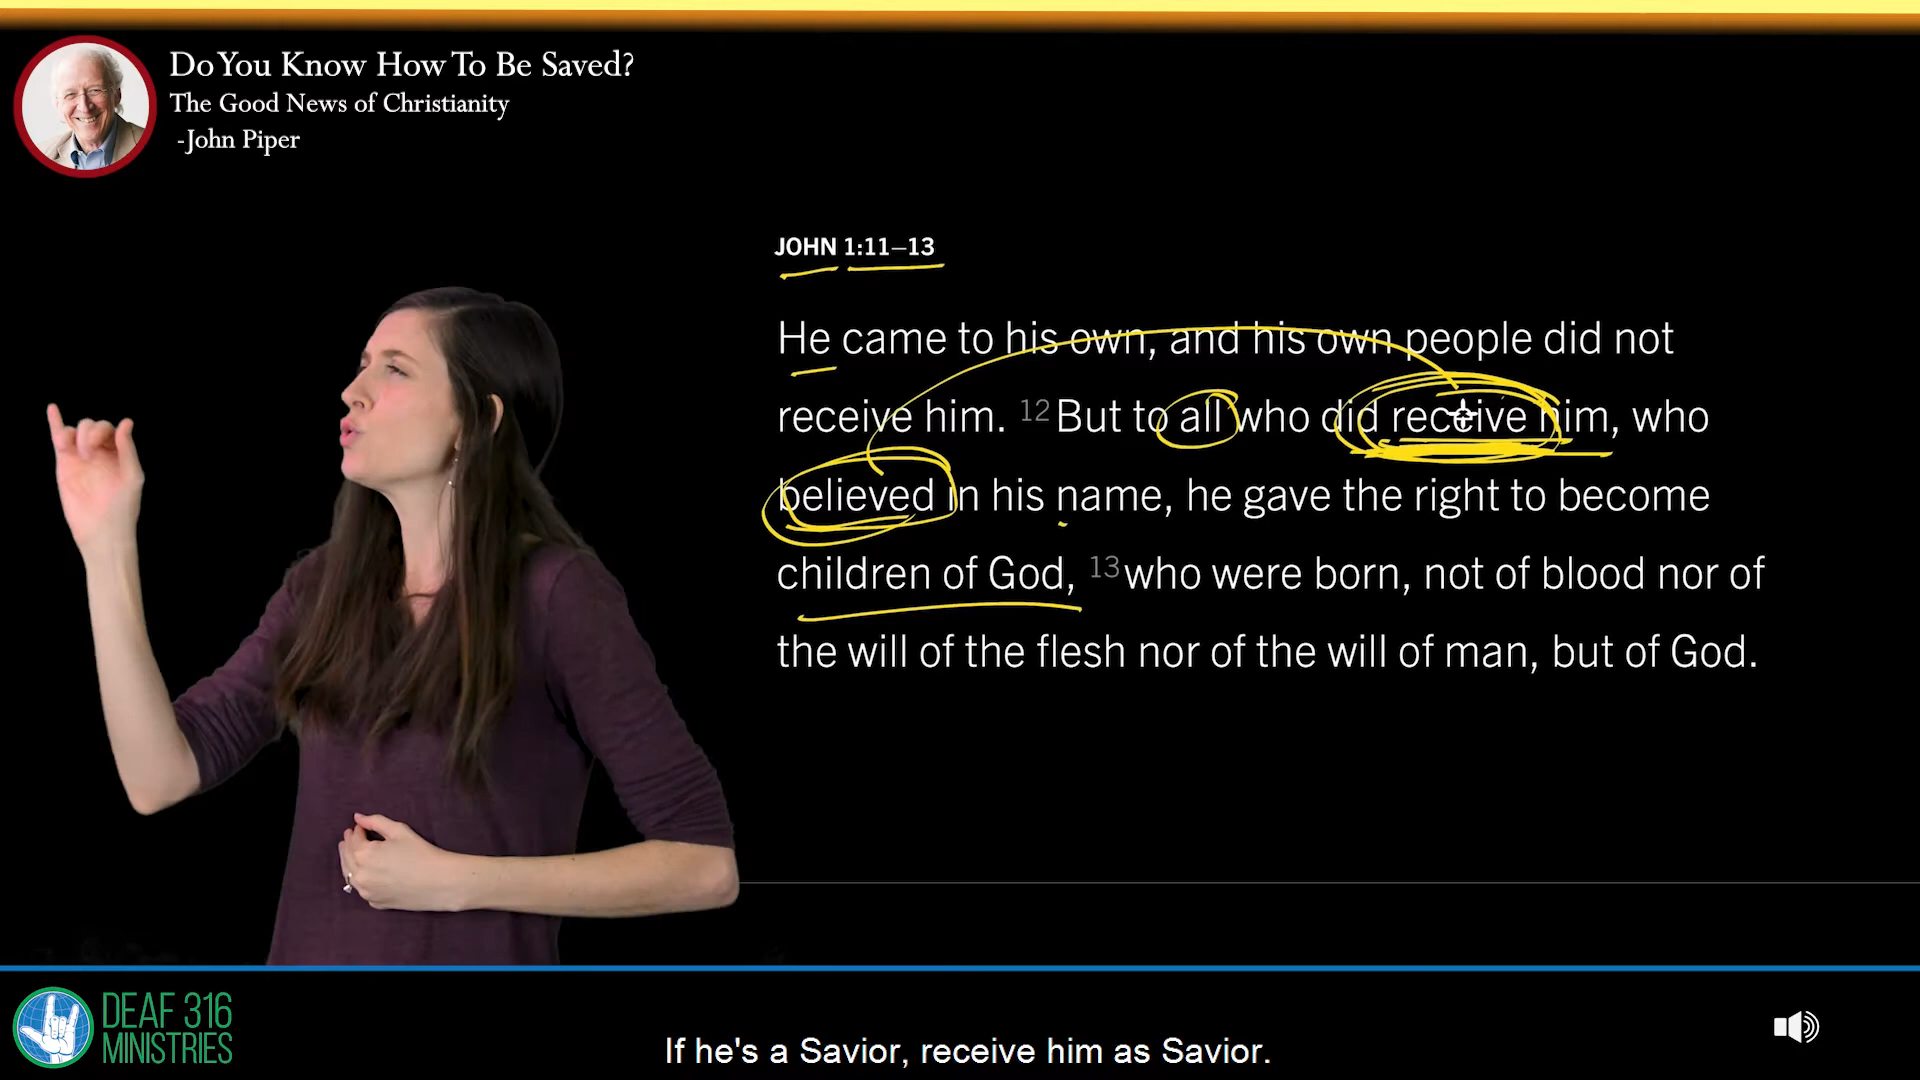 Do You Know How To Be Saved?
The Good News of Christianity
-John Piper
JOHN 1:11–13
He came to his own, and his own people did not
receive him. 12 But to all who did receive him, who
believed in his name, he gave the right to become
children of God, 13 who were born, not of blood nor of
the will of the flesh nor of the will of man, but of God.
DEAF 316
MINISTRIES
If he's a Savior, receive him as Savior.